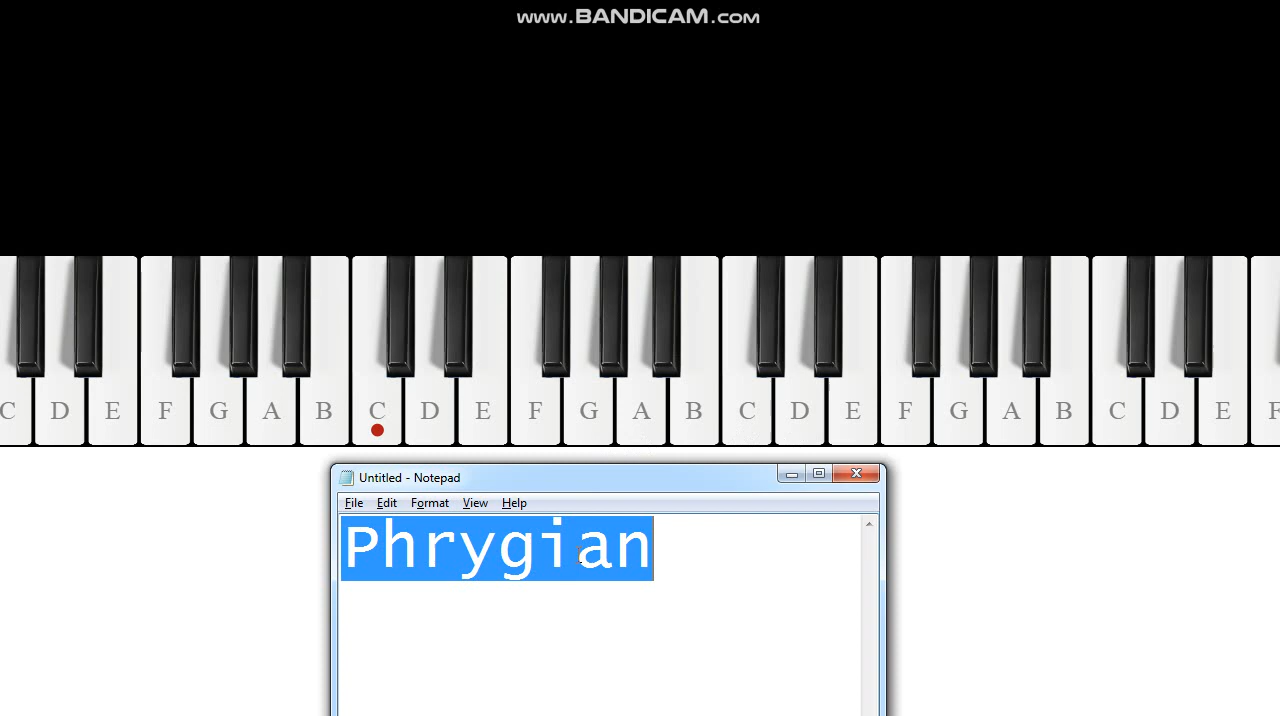 www.BANDICAM.com
C D E F G A B C D E F G A B C D E F G A B C D E F
Untitled - Notepad
File Edit Format View Help
Phrygian